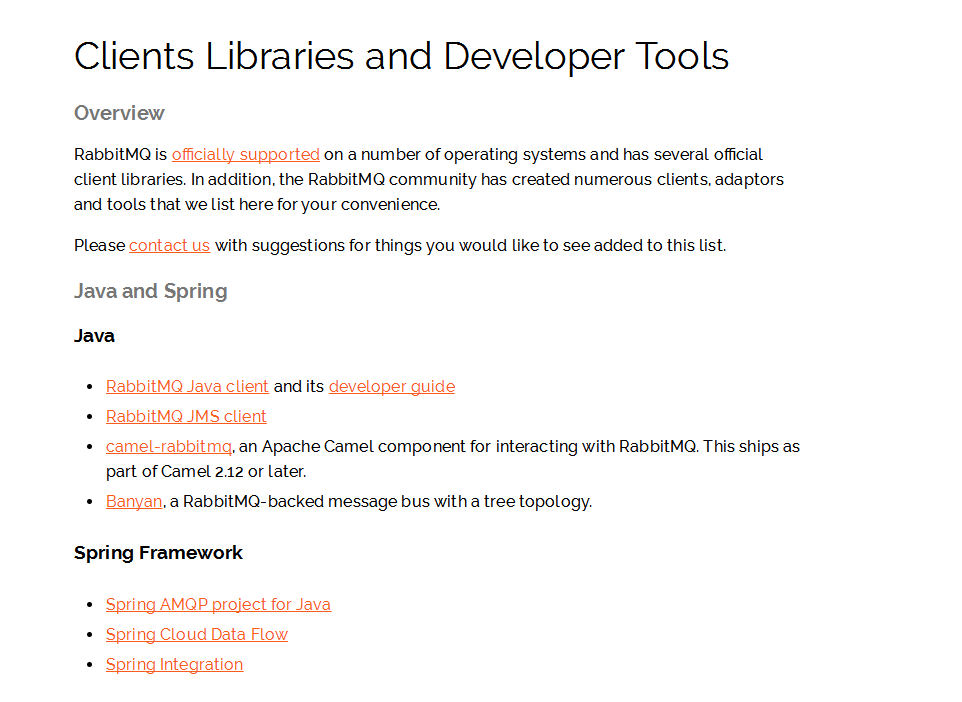 Clients Libraries and Developer Tools
Overview
RabbitMQ is officially supported on a number of operating systems and has several official
client libraries. In addition, the RabbitMQ community has created numerous clients, adaptors
and tools that we list here for your convenience.
Please contact us with suggestions for things you would like to see added to this list.
Java and Spring
Java
• RabbitMQ Java client and its developer guide
• RabbitMQ JMS client
• camel-rabbitmq, an Apache Camel component for interacting with RabbitMQ. This ships as
part of Camel 2.12 or later.
• Banyan, a RabbitMQ-backed message bus with a tree topology.
Spring Framework
• Spring AMQP project for Java
• Spring Cloud Data Flow
• Spring Integration